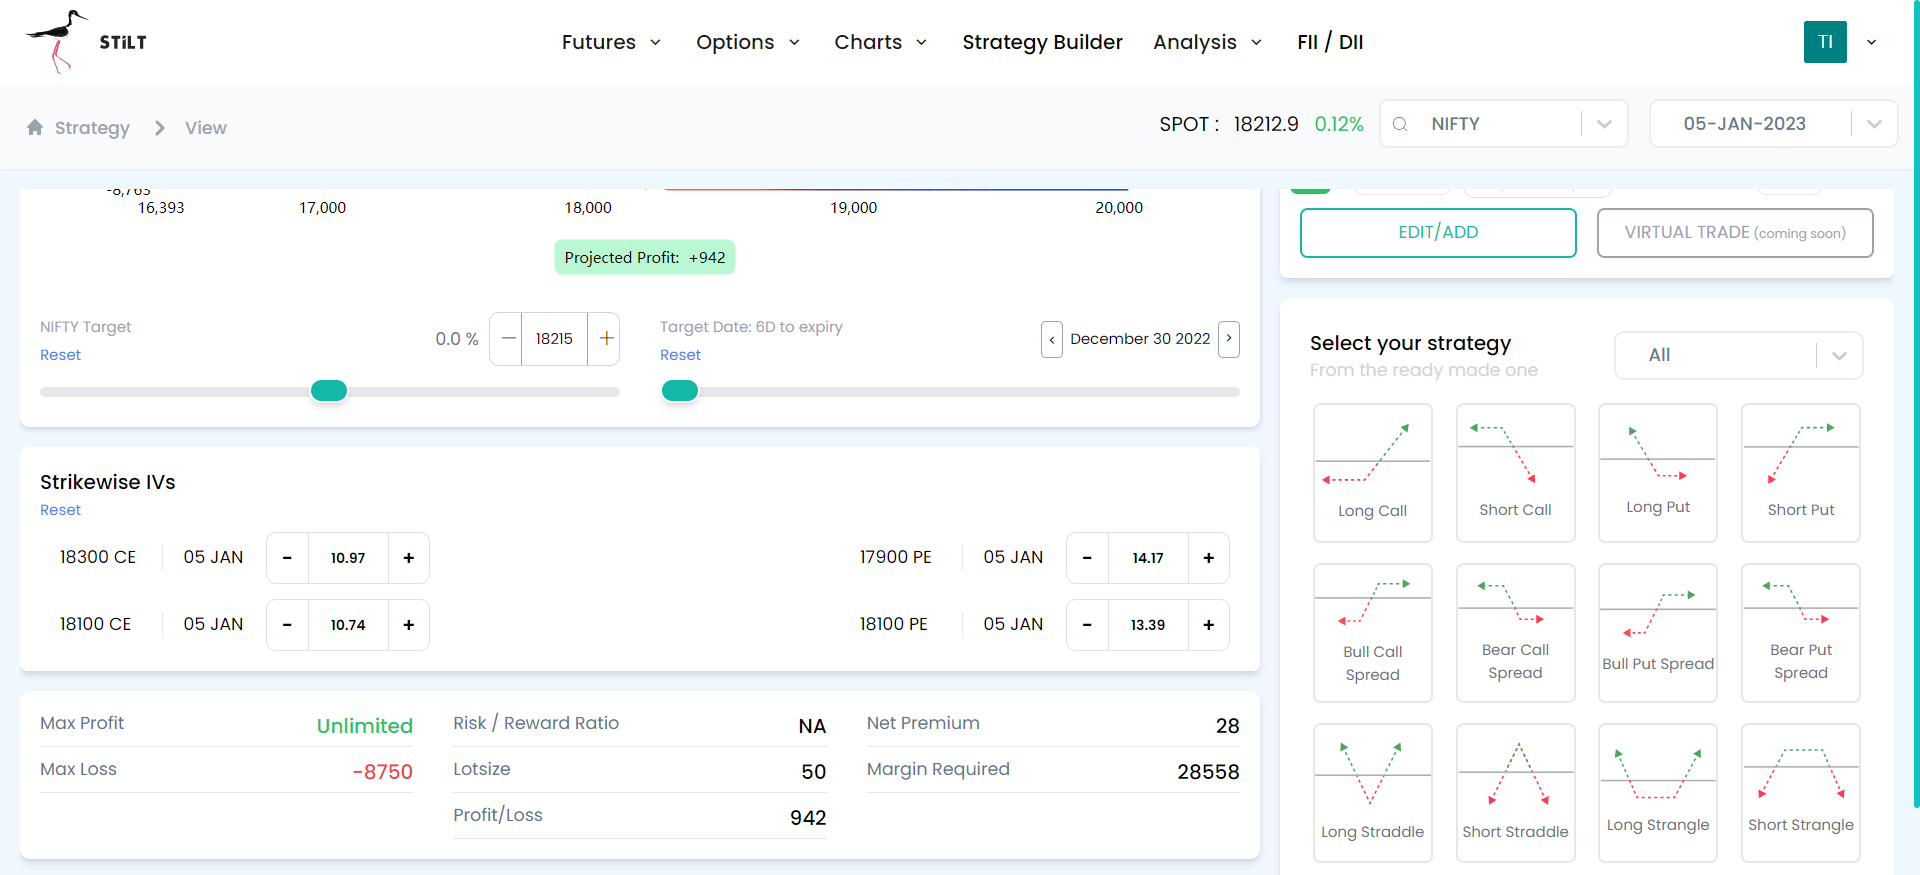 STiLT
Futures Options Charts Strategy Builder Analysis FII / DII
TI
Strategy View
SPOT : 18212.9 0.12% NIFTY 05-JAN-2023
-8,763
16,393 17,000 18,000 19,000 20,000
Projected Profit: +942
NIFTY Target
Reset
0.0 % 18215
Target Date: 6D to expiry
Reset
December 30 2022
Strikewise IVs
Reset
18300 CE 05 JAN - 10.97 +
17900 PE 05 JAN - 14.17 +
18100 CE 05 JAN - 10.74 +
18100 PE 05 JAN - 13.39 +
Max Profit Unlimited
Max Loss -8750
Risk / Reward Ratio NA
Lotsize 50
Profit/Loss 942
Net Premium 28
Margin Required 28558
EDIT/ADD
VIRTUAL TRADE (coming soon)
Select your strategy
From the ready made one
All
Long Call
Short Call
Long Put
Short Put
Bull Call
Spread
Bear Call
Spread
Bull Put Spread
Bear Put
Spread
Long Straddle
Short Straddle
Long Strangle
Short Strangle